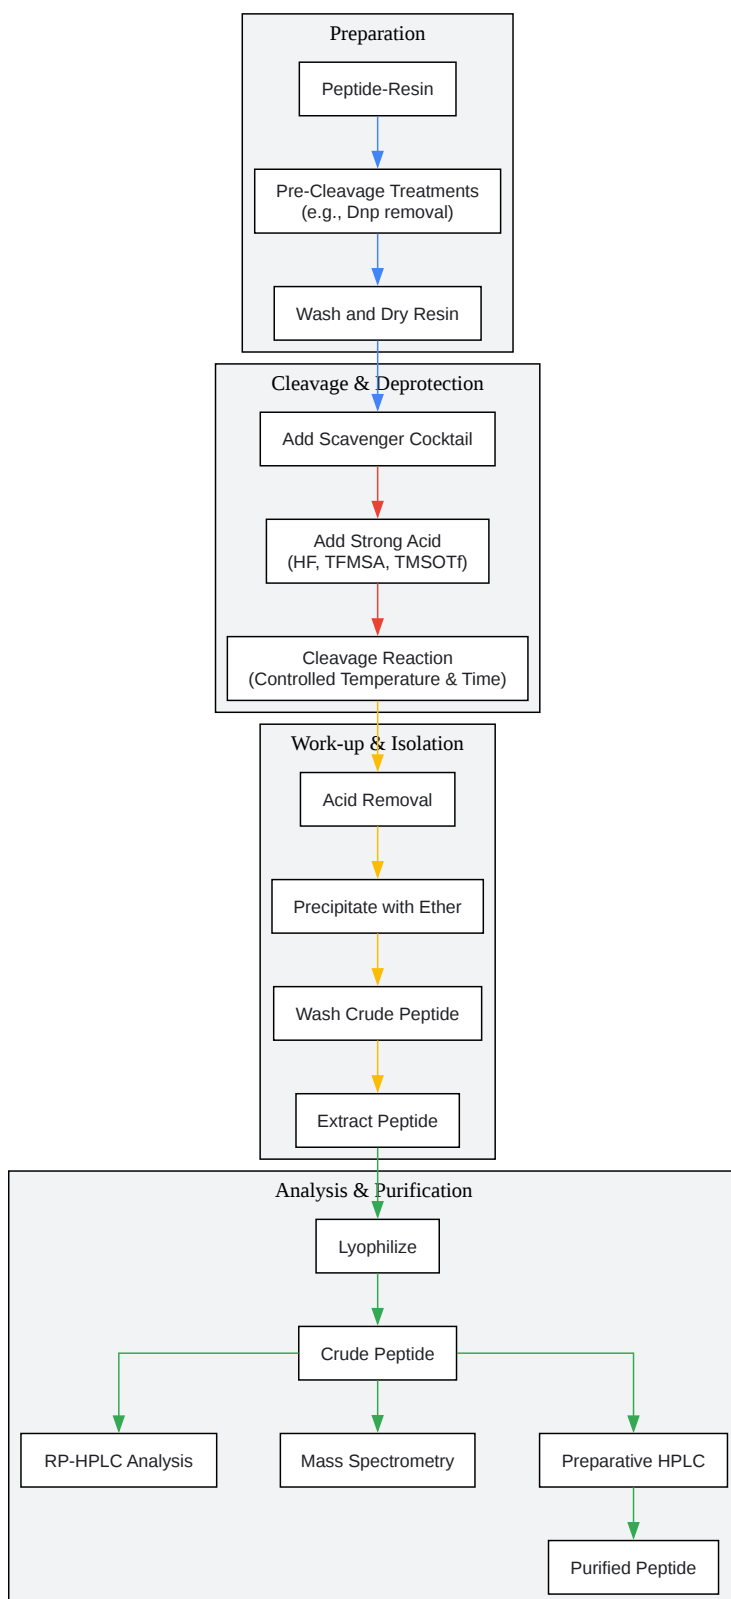 Preparation
Peptide-Resin
Pre-Cleavage Treatments
(e.g., Dnp removal)
Wash and Dry Resin
Cleavage & Deprotection
Add Scavenger Cocktail
Add Strong Acid
(HF, TFMSA, TMSOTf)
Cleavage Reaction
(Controlled Temperature & Time)
Work-up & Isolation
Acid Removal
Precipitate with Ether
Wash Crude Peptide
Extract Peptide
Analysis & Purification
Lyophilize
Crude Peptide
RP-HPLC Analysis
Mass Spectrometry
Preparative HPLC
Purified Peptide